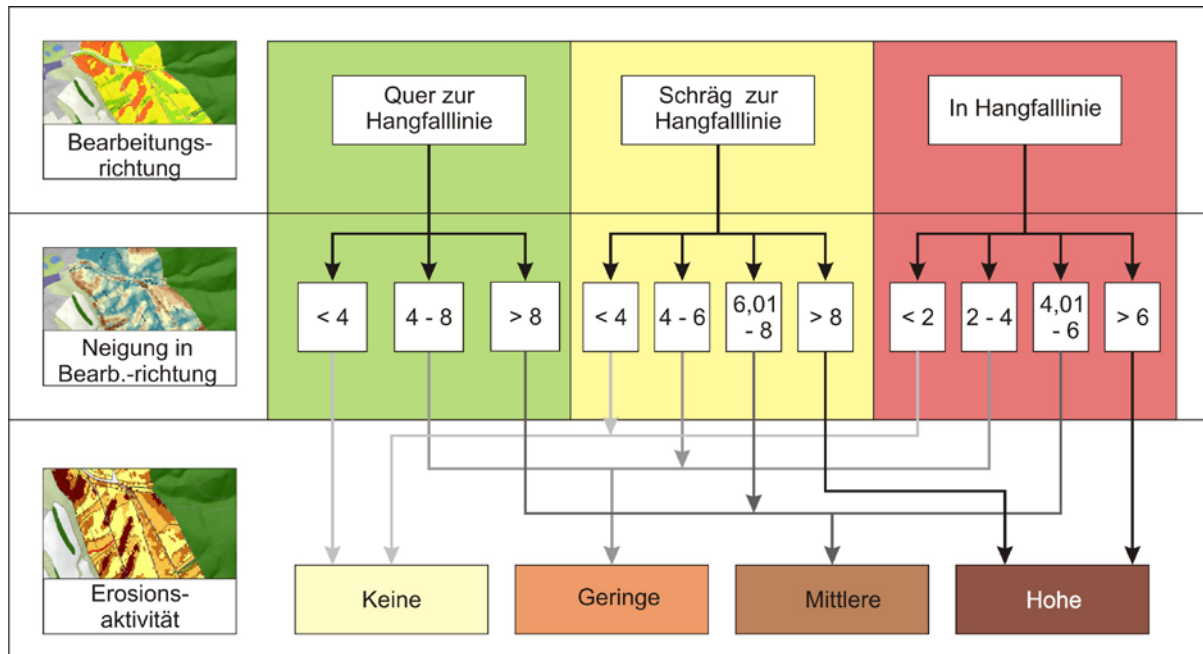 Bearbeitungs-
richtung
Quer zur
Hangfalllinie
Schräg zur
Hangfalllinie
In Hangfalllinie
Neigung in
Bearb.-richtung
< 4
4 - 8
> 8
< 4
4 - 6
6,01
- 8
> 8
< 2
2 - 4
4,01
- 6
> 6
Erosions-
aktivität
Keine
Geringe
Mittlere
Hohe